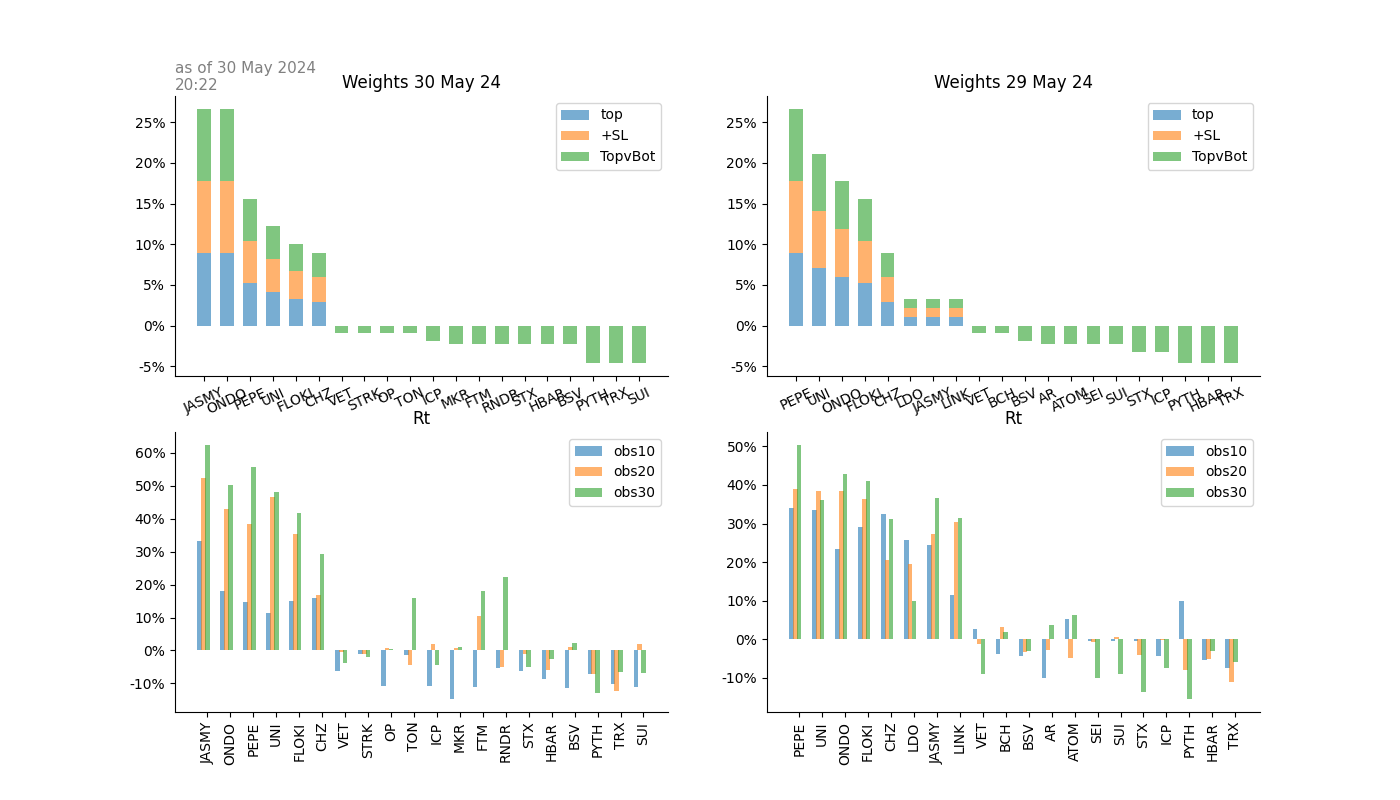 as of 30 May 2024
20:22
Weights 30 May 24
25%
20%
15%
10%
5%
0%
-5%
top
+SL
TopvBot
JASMY ONDO PEPE UNI FLOKI CHZ VET STRK OP TON ICP MKR FTM RNDR STX HBAR BSV PYTH TRX SUI
Weights 29 May 24
25%
20%
15%
10%
5%
0%
-5%
top
+SL
TopvBot
PEPE UNI ONDO FLOKI CHZ LDO JASMY LINK VET BCH BSV AR ATOM SEI SUI STX ICP PYTH HBAR TRX
Rt
60%
50%
40%
30%
20%
10%
0%
-10%
obs10
obs20
obs30
JASMY ONDO PEPE UNI FLOKI CHZ VET STRK OP TON ICP MKR FTM RNDR STX HBAR BSV PYTH TRX SUI
Rt
50%
40%
30%
20%
10%
0%
-10%
obs10
obs20
obs30
PEPE UNI ONDO FLOKI CHZ LDO JASMY LINK VET BCH BSV AR ATOM SEI SUI STX ICP PYTH HBAR TRX